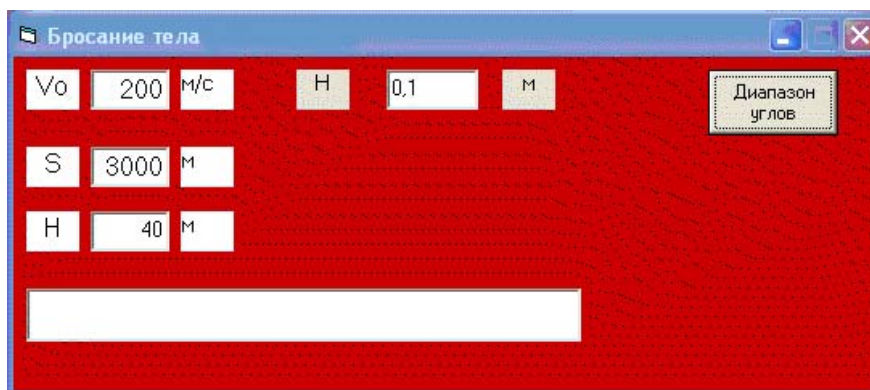 Бросание тела
Vo 200 м/с H 0,1 м
Диапазон
углов
S 3000 м
H 40 м